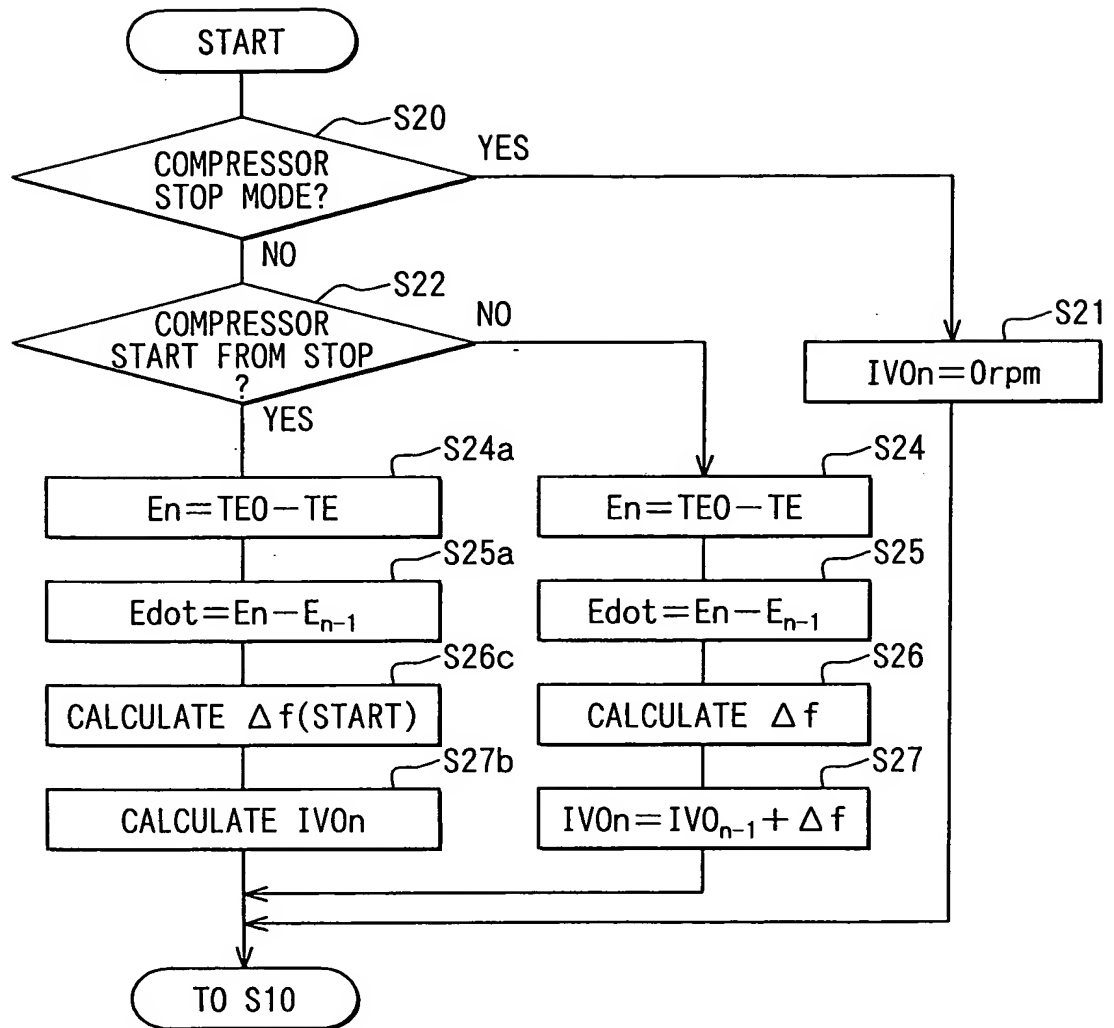 START
S20
COMPRESSOR
STOP MODE?
YES
NO
S22
COMPRESSOR
START FROM STOP
?
NO
YES
S21
IVOn=0rpm
S24a
En=TEO-TE
S24
En=TEO-TE
S25a
Edot=En-En-1
S25
Edot=En-En-1
S26c
CALCULATE Δf(START)
S26
CALCULATE Δf
S27b
CALCULATE IVOn
S27
IVOn=IVOn-1+Δf
TO S10